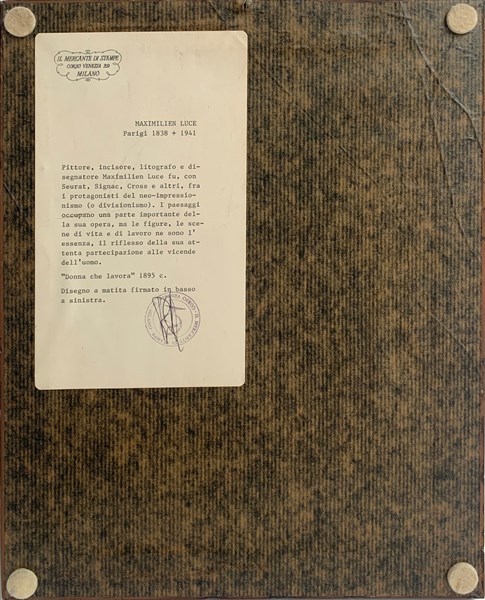 IL MERCANTE DI STAMPE
CORSO VENEZIA 29
MILANO
MAXIMILIEN LUCE
Parigi 1838 + 1941
Pittore, incisore, litografo e di-
segnatore Maximilien Luce fu, con
Seurat, Signac, Cross e altri, fra
i protagonisti del neo-impressio-
nismo (o divisionismo). I paesaggi
occupano una parte importante del-
la sua opera, ma le figure, le sce-
ne di vita e di lavoro ne sono l'
essenza, il riflesso della sua at-
tenta partecipazione alle vicende
dell'uomo.
"Donna che lavora" 1895 c.
Disegno a matita firmato in basso
a sinistra.